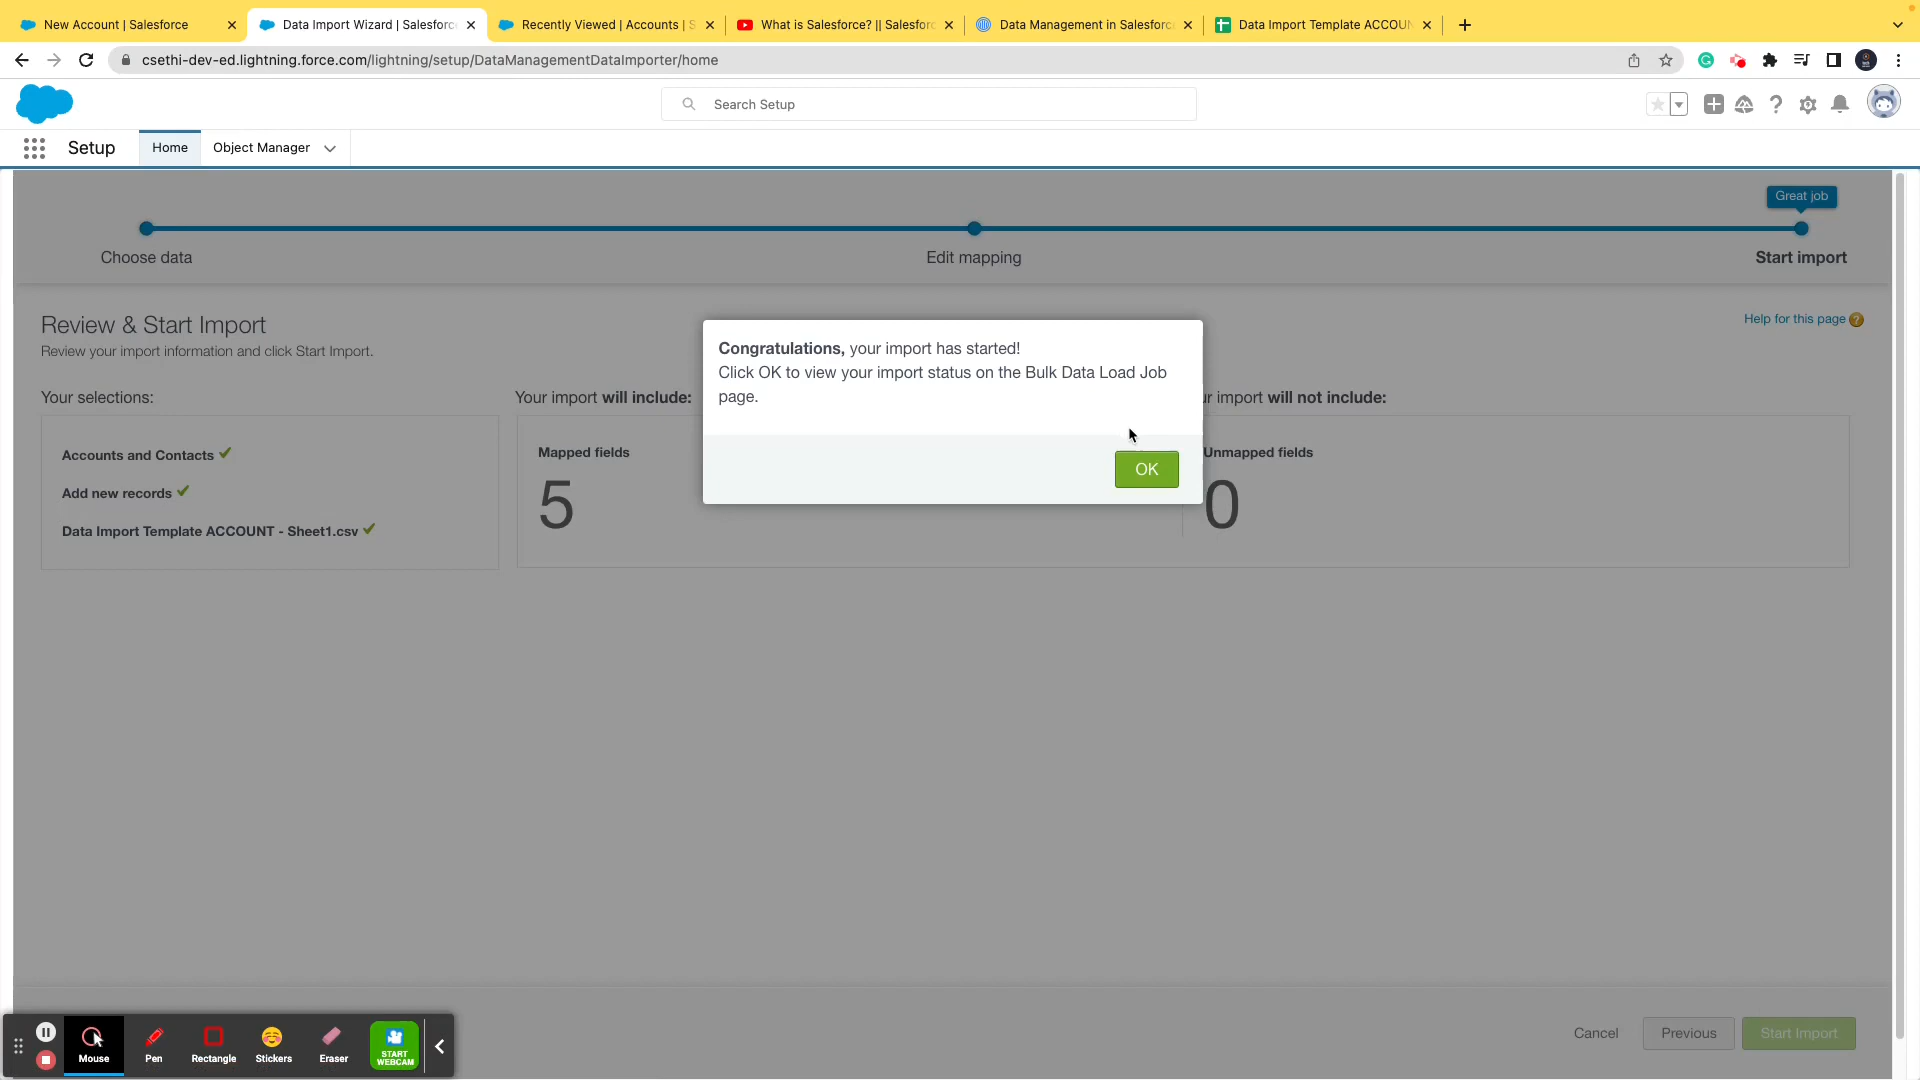 New Account | Salesforce
Data Import Wizard | Salesforc
Recently Viewed | Accounts | S
What is Salesforce? || Salesforc
Data Management in Salesforc
Data Import Template ACCOUN
csethi-dev-ed.lightning.force.com/lightning/setup/DataManagementDataImporter/home
Search Setup
Setup
Home
Object Manager
Great job
Choose data
Edit mapping
Start import
Review & Start Import
Review your import information and click Start Import.
Help for this page ?
Congratulations, your import has started!
Click OK to view your import status on the Bulk Data Load Job
page.
OK
Your selections:
Accounts and Contacts
Add new records
Data Import Template ACCOUNT - Sheet1.csv
Your import will include:
Mapped fields
5
ur import will not include:
Unmapped fields
0
Mouse
Pen
Rectangle
Stickers
Eraser
START
WEBCAM
Cancel
Previous
Start Import